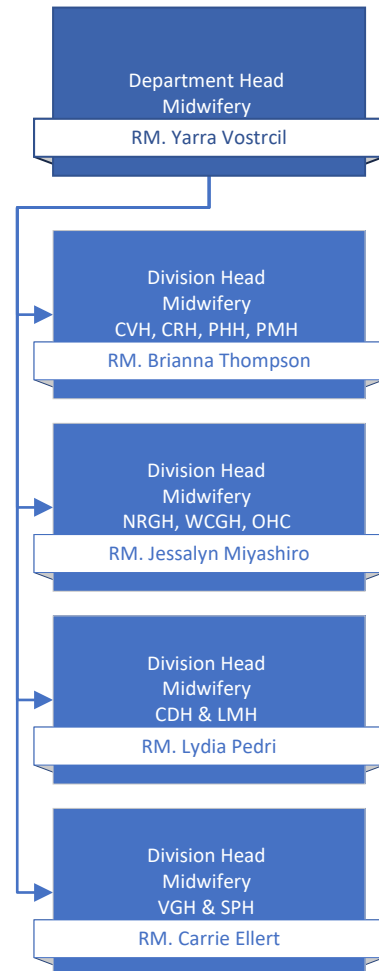 Department Head
Midwifery
RM. Yarra Vostrcil
Division Head
Midwifery
CVH, CRH, PHH, PMH
RM. Brianna Thompson
Division Head
Midwifery
NRGH, WCGH, OHC
RM. Jessalyn Miyashiro
Division Head
Midwifery
CDH & LMH
RM. Lydia Pedri
Division Head
Midwifery
VGH & SPH
RM. Carrie Ellert